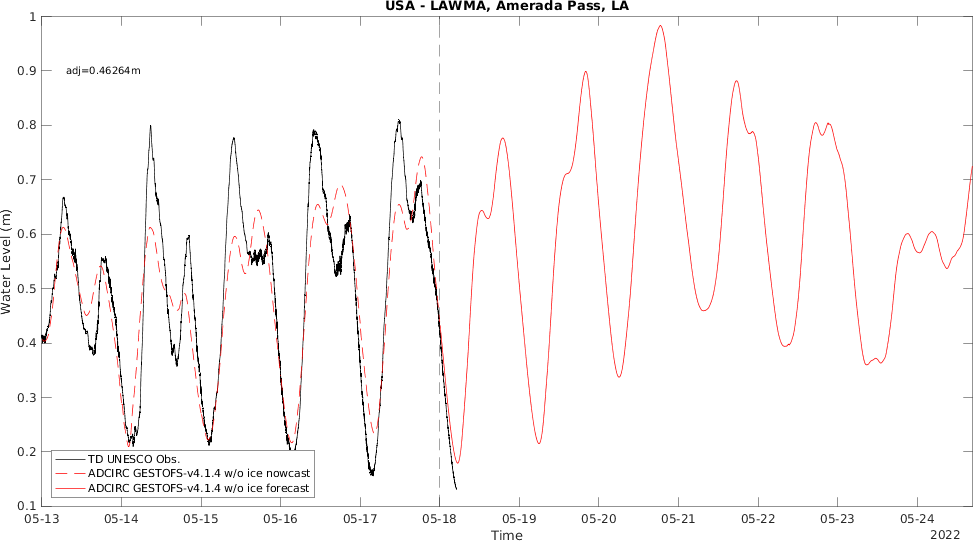 USA - LAWMA, Amerada Pass, LA
1
0.9
0.8
0.7
0.6
0.5
0.4
0.3
0.2
0.1
Water Level (m)
adj=0.46264m
TD UNESCO Obs.
ADCIRC GESTOFS-v4.1.4 w/o ice nowcast
ADCIRC GESTOFS-v4.1.4 w/o ice forecast
05-13 05-14 05-15 05-16 05-17 05-18 05-19 05-20 05-21 05-22 05-23 05-24
Time
2022